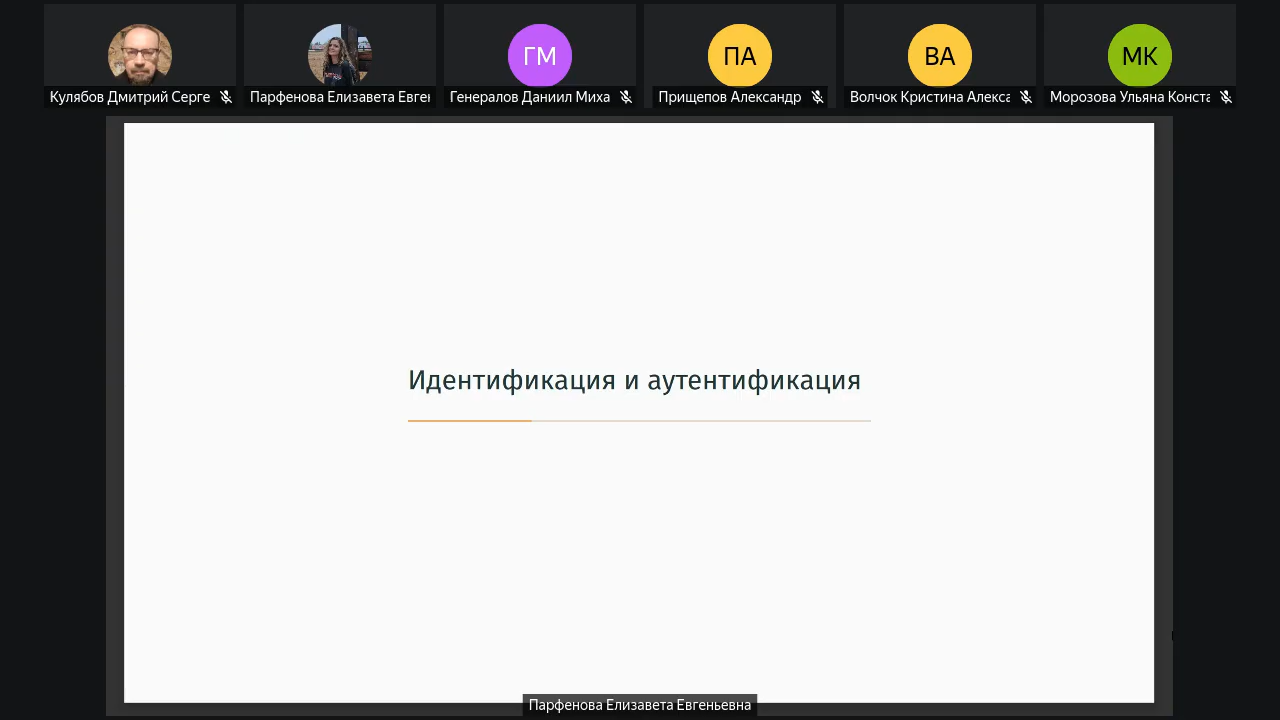 ГМ
ПА
ВА
МК
Кулябов Дмитрий Серге
Парфенова Елизавета Евген
Генералов Даниил Миха
Прищепов Александр
Волчок Кристина Алекса
Морозова Ульяна Конста
Идентификация и аутентификация
Парфенова Елизавета Евгеньевна